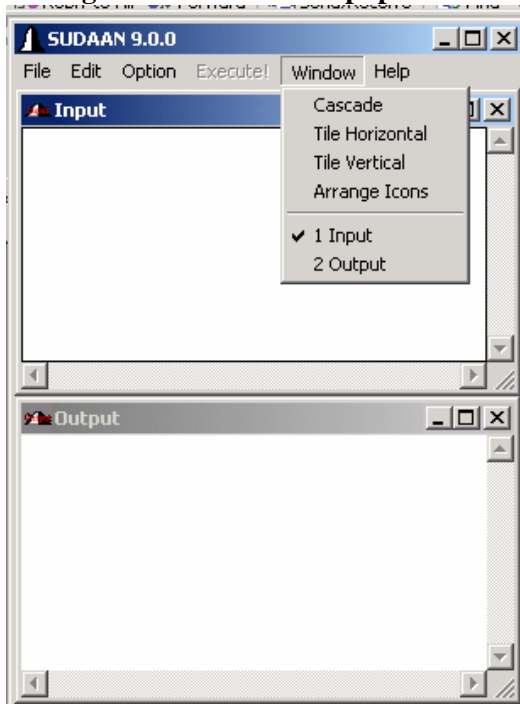 SUDAAN 9.0.0
File Edit Option Execute! Window Help
Input
Cascade
Tile Horizontal
Tile Vertical
Arrange Icons
✔ 1 Input
2 Output
Output